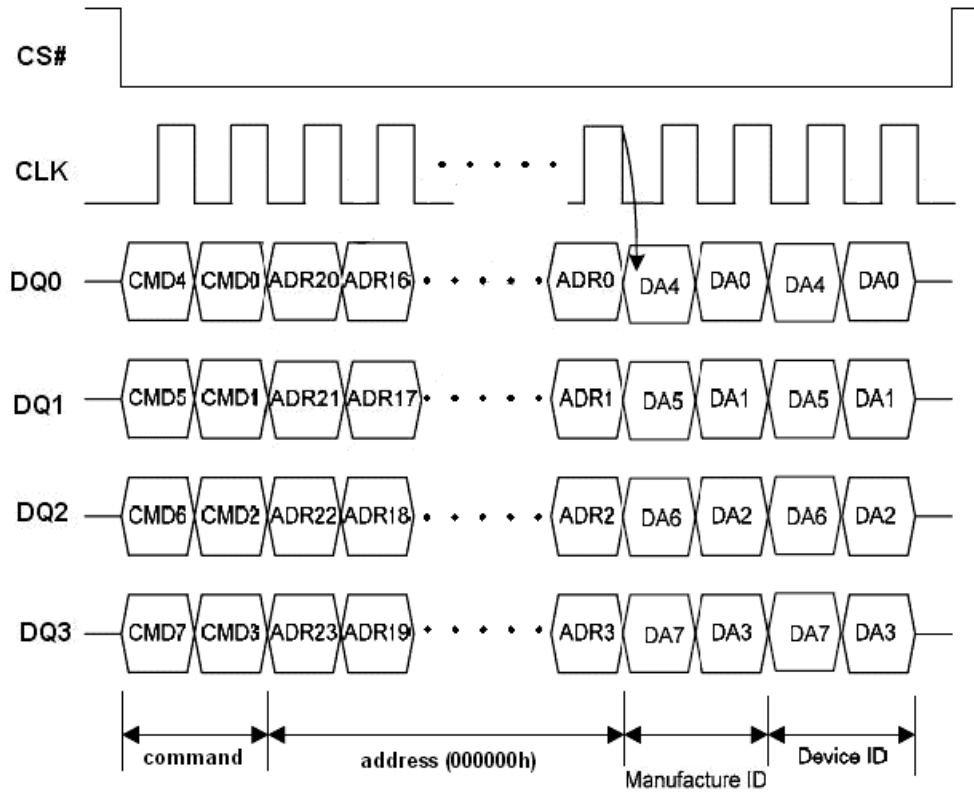 CS#
CLK
DQ0 CMD4 CMD0 ADR20 ADR16 ADR0 DA4 DA0 DA4 DA0
DQ1 CMD5 CMD1 ADR21 ADR17 ADR1 DA5 DA1 DA5 DA1
DQ2 CMD6 CMD2 ADR22 ADR18 ADR2 DA6 DA2 DA6 DA2
DQ3 CMD7 CMD3 ADR23 ADR19 ADR3 DA7 DA3 DA7 DA3
command address (000000h) Manufacture ID Device ID